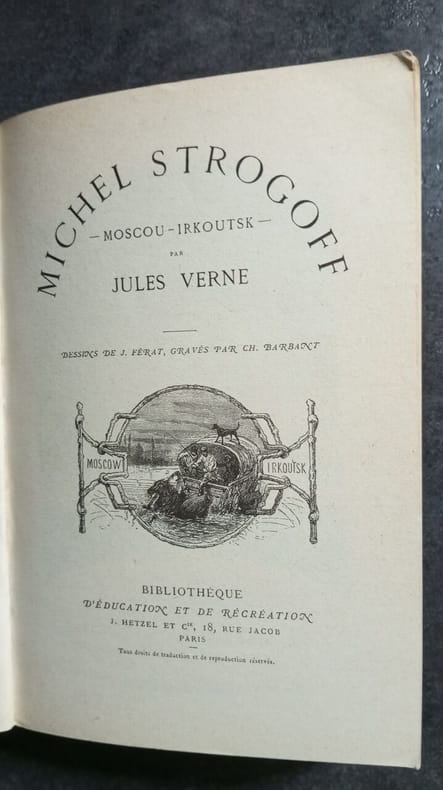 MICHEL STROGOFF
— MOSCOU-IRKOUTSK —
PAR
JULES VERNE
DESSINS DE J. FÉRAT, GRAVÉS PAR CH. BARBANT
MOSCOW
IRKOUTSK
BIBLIOTHÈQUE
D'ÉDUCATION ET DE RÉCRÉATION
J. HETZEL ET Cie, 18, RUE JACOB
PARIS
Tous droits de traduction et de reproduction réservés.